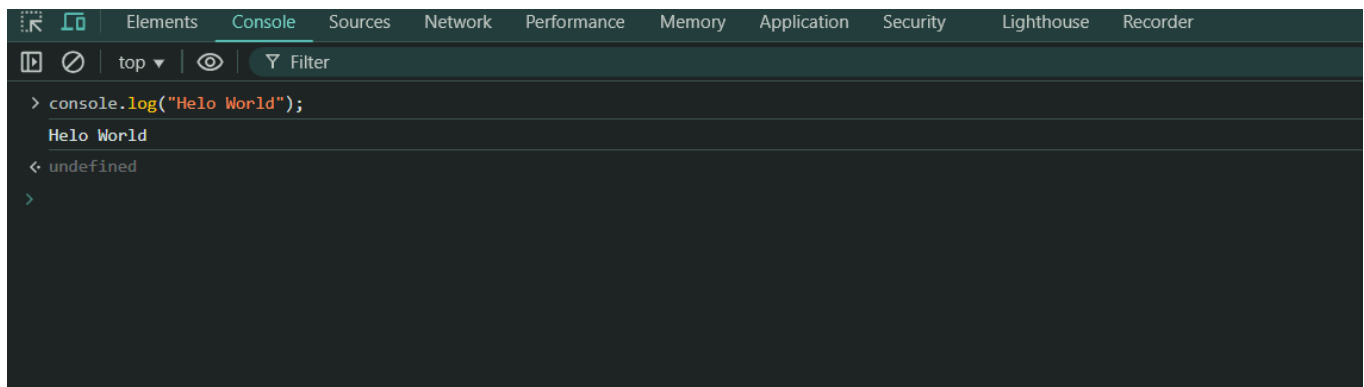 Elements Console Sources Network Performance Memory Application Security Lighthouse Recorder
top Filter
> console.log("Helo World");
Helo World
undefined
>